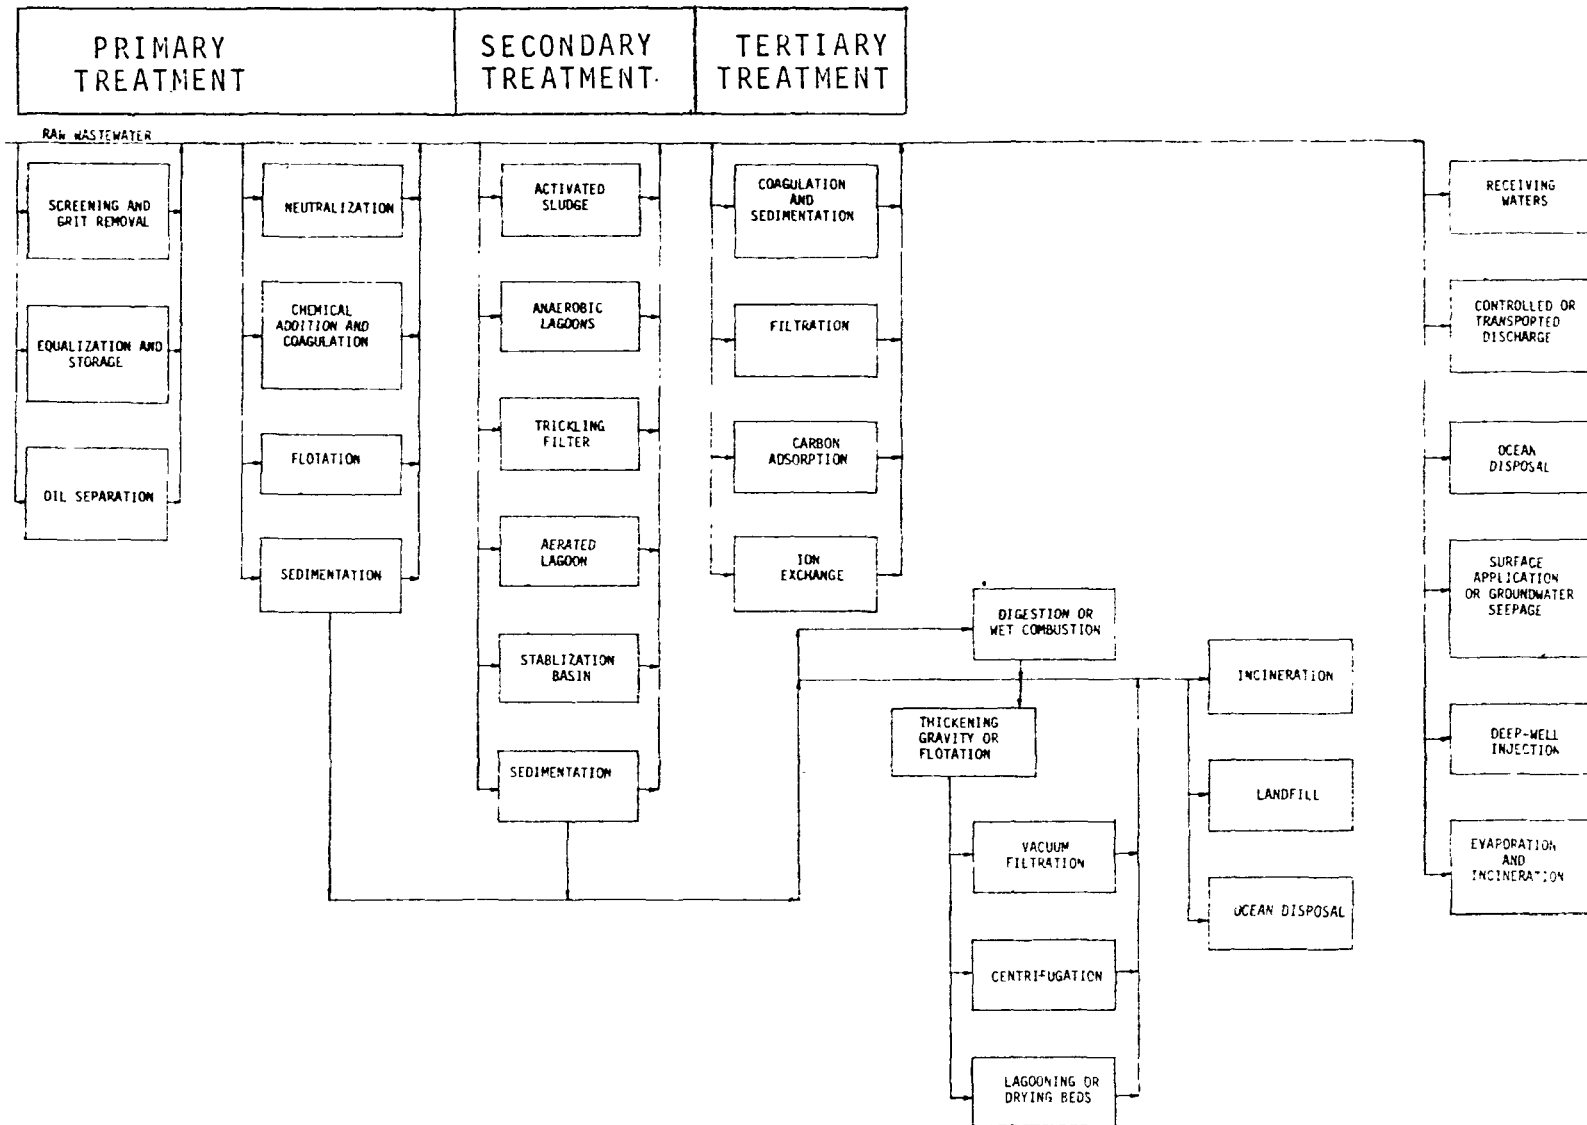 PRIMARY
TREATMENT
SECONDARY
TREATMENT
TERTIARY
TREATMENT
RAW WASTEWATER
SCREENING AND
GRIT REMOVAL
EQUALIZATION AND
STORAGE
OIL SEPARATION
NEUTRALIZATION
CHEMICAL
ADDITION AND
COAGULATION
FLOTATION
SEDIMENTATION
ACTIVATED
SLUDGE
ANAEROBIC
LAGOONS
TRICKLING
FILTER
AERATED
LAGOON
STABLIZATION
BASIN
SEDIMENTATION
COAGULATION
AND
SEDIMENTATION
FILTRATION
CARBON
ADSORPTION
ION
EXCHANGE
DIGESTION OR
WET COMBUSTION
THICKENING
GRAVITY OR
FLOTATION
VACUUM
FILTRATION
CENTRIFUGATION
LAGOONING OR
DRYING BEDS
INCINERATION
LANDFILL
OCEAN DISPOSAL
RECEIVING
WATERS
CONTROLLED OR
TRANSPORTED
DISCHARGE
OCEAN
DISPOSAL
SURFACE
APPLICATION
OR GROUNDWATER
SEEPAGE
DEEP-WELL
INJECTION
EVAPORATION
AND
INCINERATION